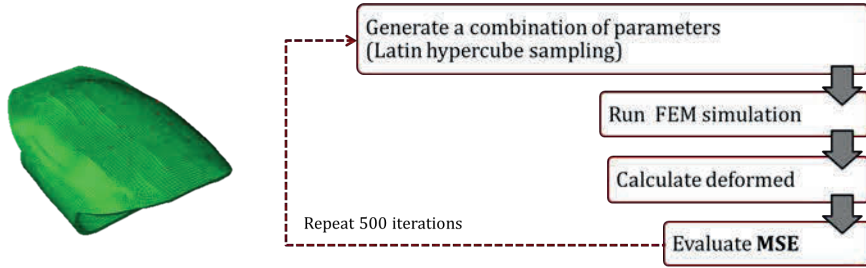 Generate a combination of parameters
(Latin hypercube sampling)
Run FEM simulation
Calculate deformed
Repeat 500 iterations
Evaluate MSE